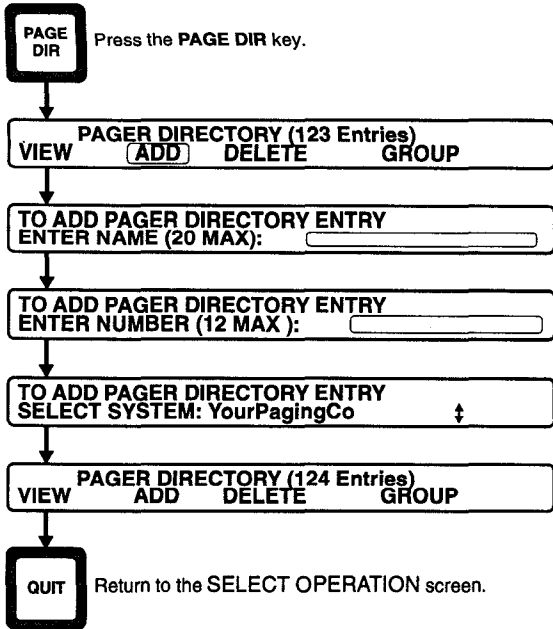 PAGE
DIR
Press the PAGE DIR key.
PAGER DIRECTORY (123 Entries)
VIEW ADD DELETE GROUP
TO ADD PAGER DIRECTORY ENTRY
ENTER NAME (20 MAX):
TO ADD PAGER DIRECTORY ENTRY
ENTER NUMBER (12 MAX ):
TO ADD PAGER DIRECTORY ENTRY
SELECT SYSTEM: YourPagingCo
PAGER DIRECTORY (124 Entries)
VIEW ADD DELETE GROUP
QUIT
Return to the SELECT OPERATION screen.